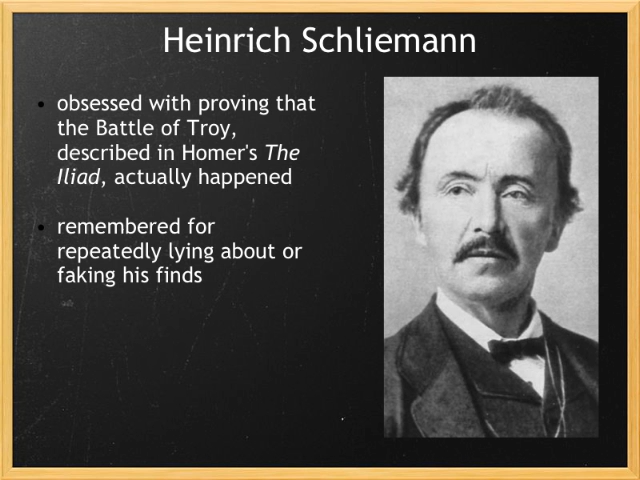 Heinrich Schliemann
• obsessed with proving that
the Battle of Troy,
described in Homer's The
Iliad, actually happened
• remembered for
repeatedly lying about or
faking his finds